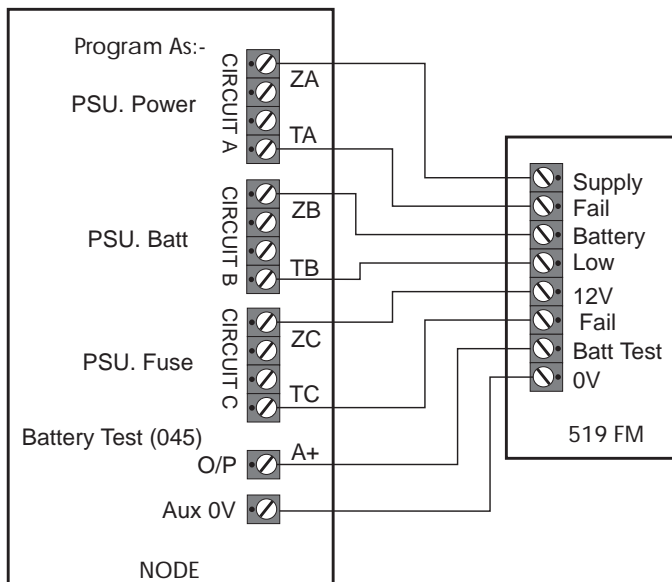 Program As:-
CIRCUIT A
ZA
PSU. Power
TA
CIRCUIT B
ZB
PSU. Batt
TB
CIRCUIT C
ZC
PSU. Fuse
TC
Battery Test (045)
O/P
A+
Aux 0V
NODE
Supply
Fail
Battery
Low
12V
Fail
Batt Test
0V
519 FM